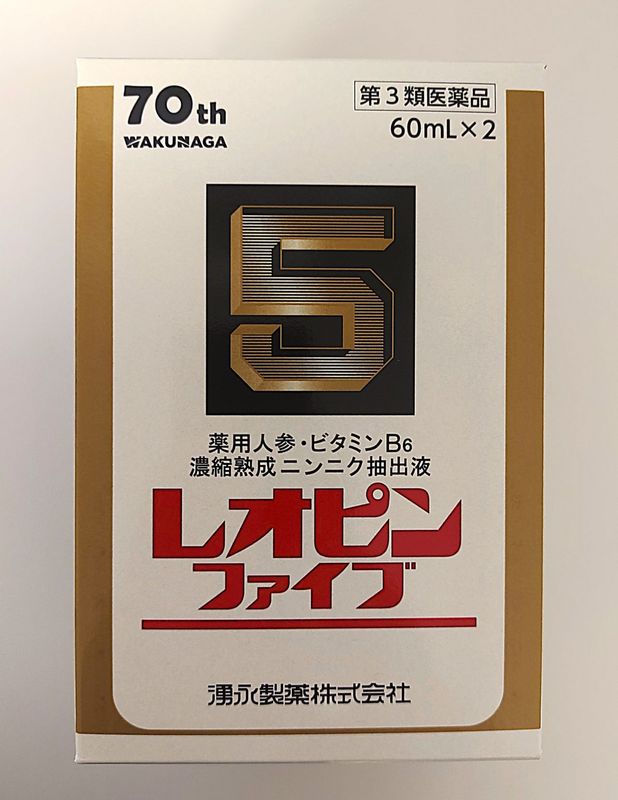 70th
WAKUNAGA
第3類医薬品
60mL×2
5
薬用人参・ビタミンB6
濃縮熟成ニンニク抽出液
レオピン
ファイブ
湧永製薬株式会社